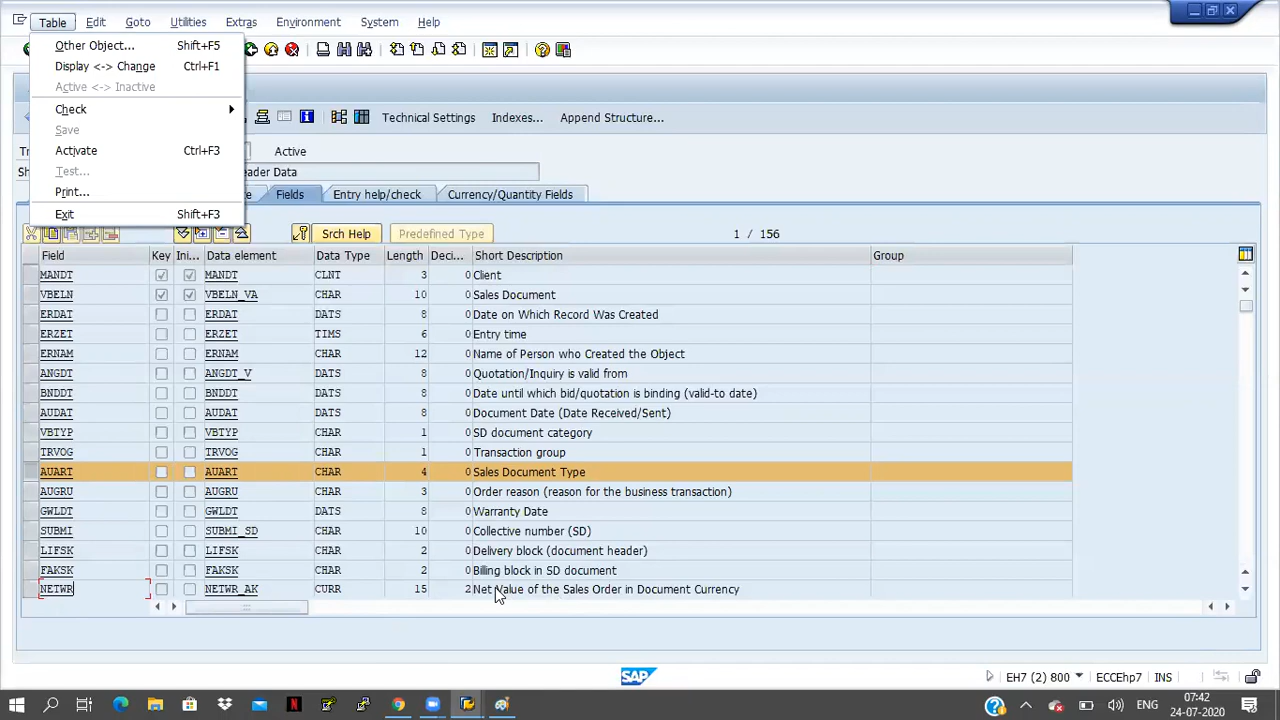 Table Edit Goto Utilities Extras Environment System Help
Other Object... Shift+F5
Display <-> Change Ctrl+F1
Active <-> Inactive
Check
Save
Activate Ctrl+F3
Test...
Print...
Exit Shift+F3
Technical Settings Indexes... Append Structure...
Active
eader Data
Fields Entry help/check Currency/Quantity Fields
Srch Help Predefined Type 1 / 156
Field Key Ini... Data element Data Type Length Deci... Short Description Group
MANDT MANDT CLNT 3 0 Client
VBELN VBELN_VA CHAR 10 0 Sales Document
ERDAT ERDAT DATS 8 0 Date on Which Record Was Created
ERZET ERZET TIMS 6 0 Entry time
ERNAM ERNAM CHAR 12 0 Name of Person who Created the Object
ANGDT ANGDT_V DATS 8 0 Quotation/Inquiry is valid from
BNDDT BNDDT DATS 8 0 Date until which bid/quotation is binding (valid-to date)
AUDAT AUDAT DATS 8 0 Document Date (Date Received/Sent)
VBTYP VBTYP CHAR 1 0 SD document category
TRVOG TRVOG CHAR 1 0 Transaction group
AUART AUART CHAR 4 0 Sales Document Type
AUGRU AUGRU CHAR 3 0 Order reason (reason for the business transaction)
GWLDT GWLDT DATS 8 0 Warranty Date
SUBMI SUBMI_SD CHAR 10 0 Collective number (SD)
LIFSK LIFSK CHAR 2 0 Delivery block (document header)
FAKSK FAKSK CHAR 2 0 Billing block in SD document
NETWR NETWR_AK CURR 15 2 Net Value of the Sales Order in Document Currency
SAP EH7 (2) 800 ECCEhp7 INS
ENG 07:42
24-07-2020